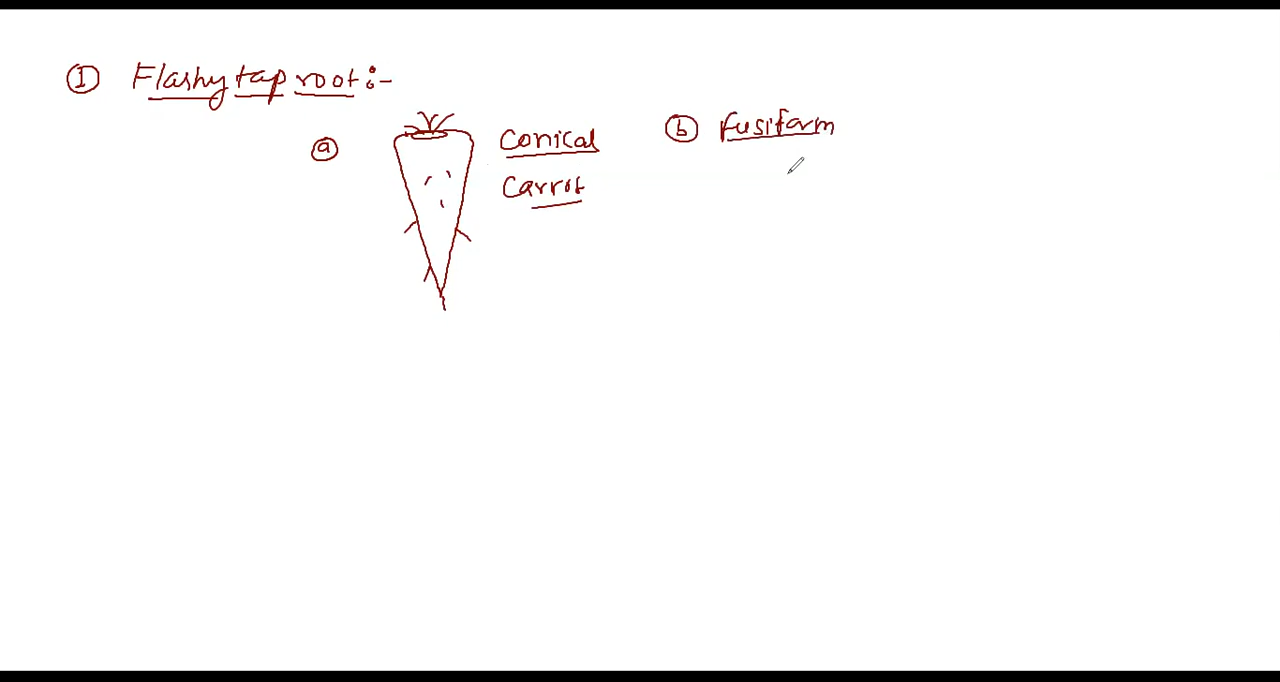 ① Flashy tap root :-
ⓐ Conical
Carrot
ⓑ fusiform